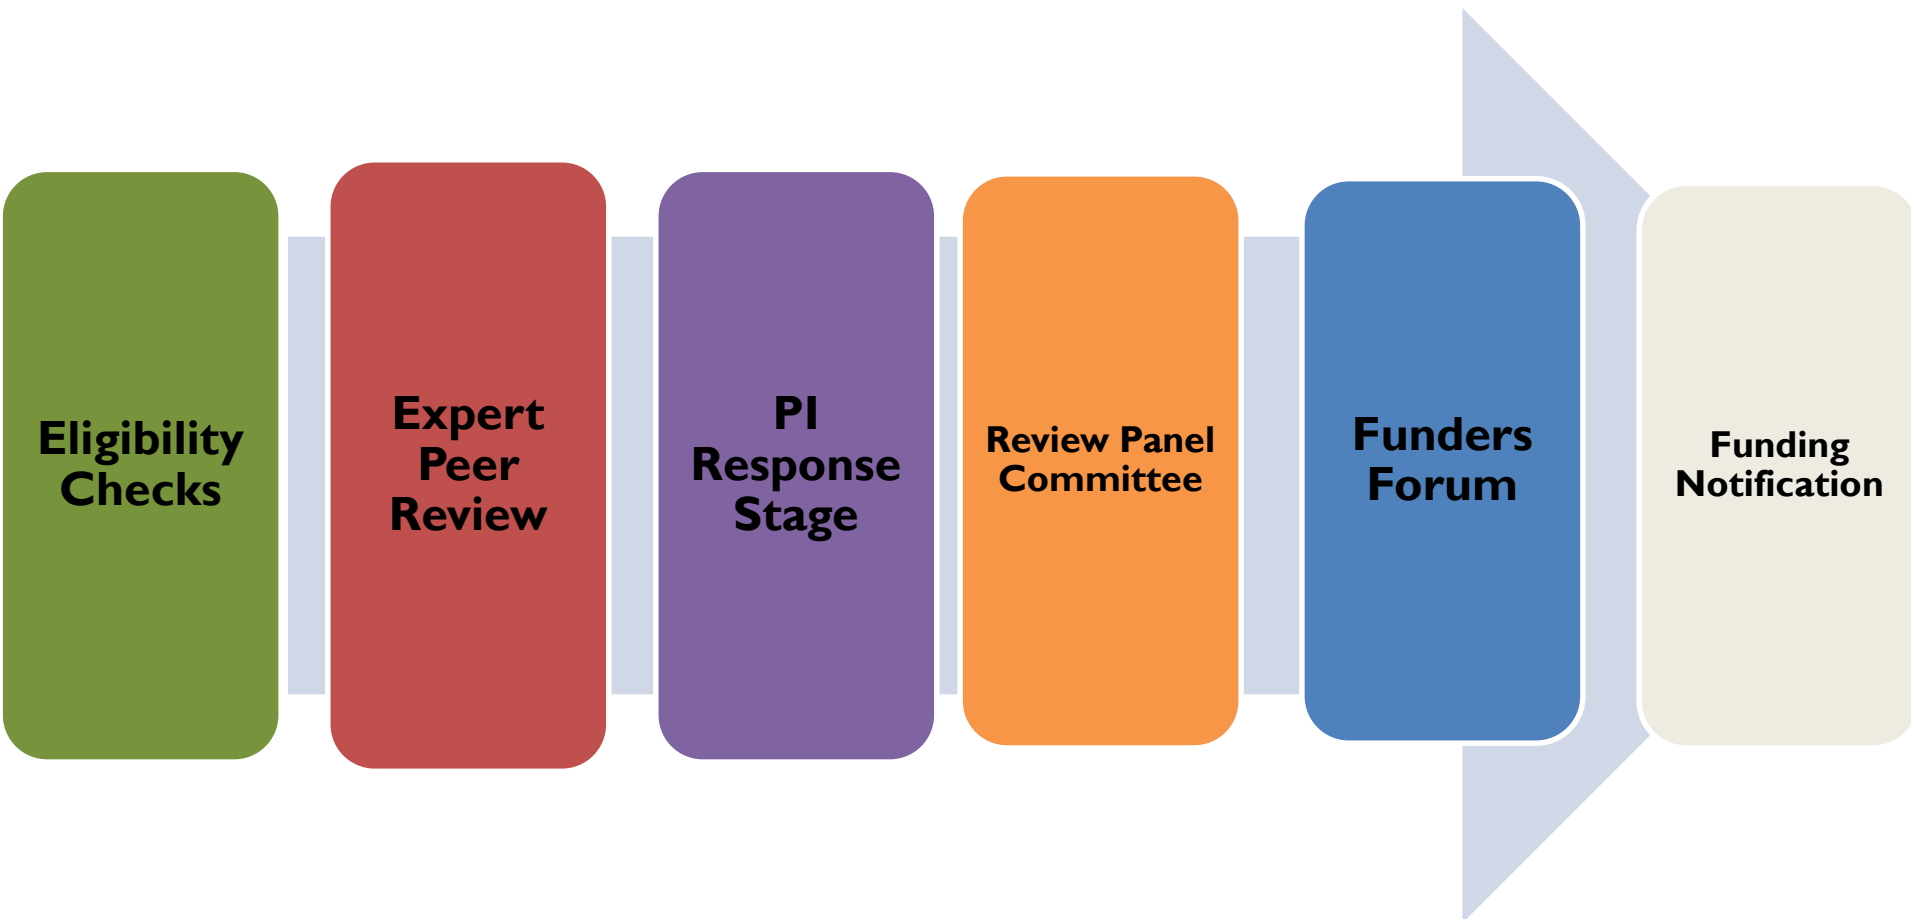 Eligibility
Checks
Expert
Peer
Review
PI
Response
Stage
Review Panel
Committee
Funders
Forum
Funding
Notification